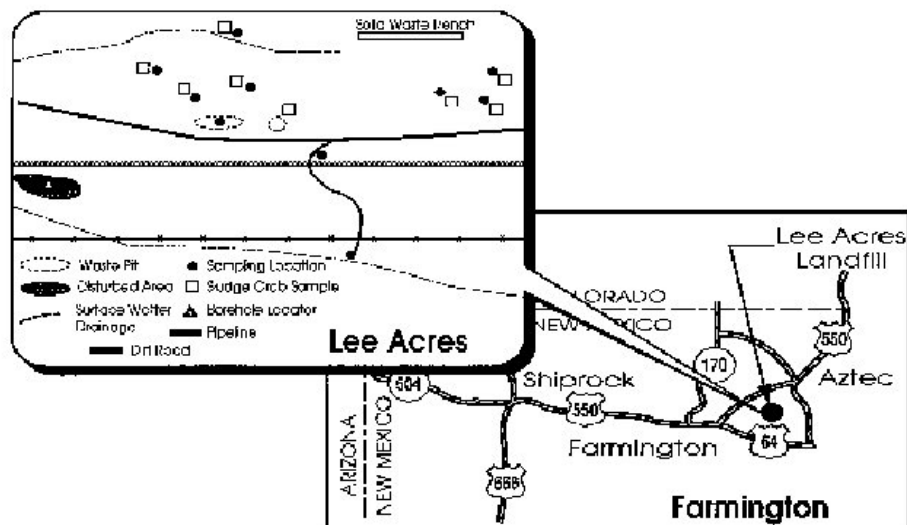 Solid Waste Trench
Waste Pit
Sampling Location
Disturbed Area
Sludge Grab Sample
Surface Water
Drainage
Borehole Locator
Pipeline
Dirt Road
Lee Acres
Lee Acres
Landfill
COLORADO
NEW MEXICO
550
170
Aztec
504
Shiprock
550
64
Farmington
ARIZONA
NEW MEXICO
666
Farmington